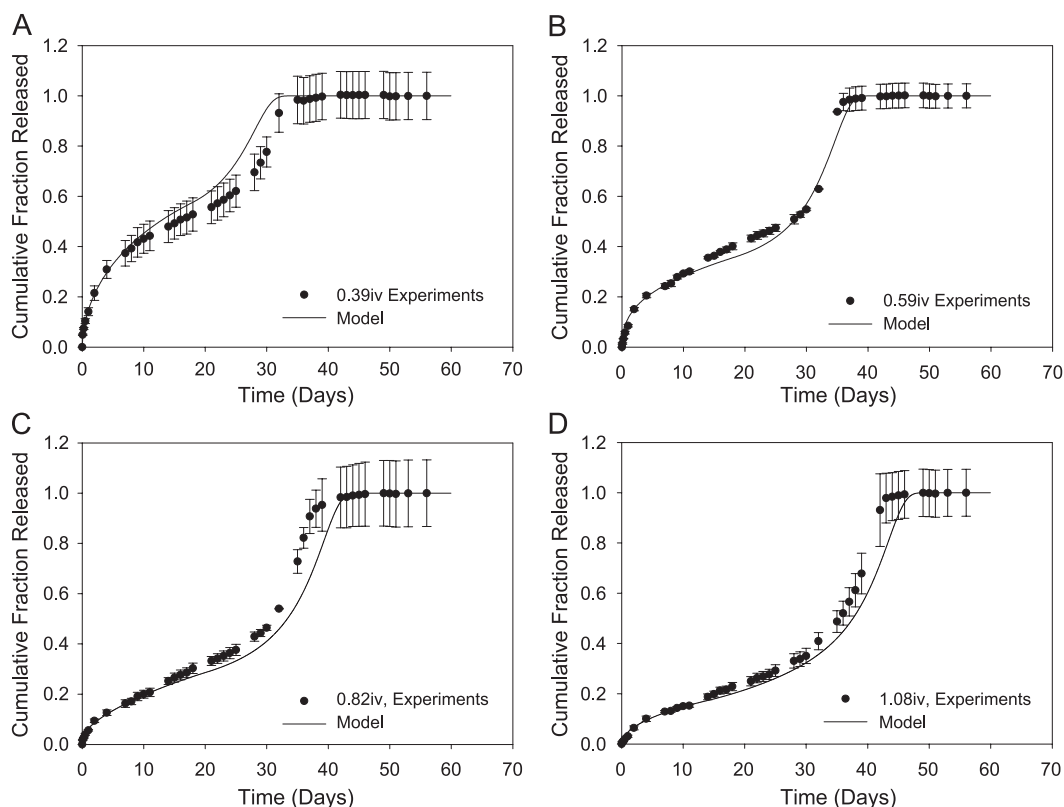 A
Cumulative Fraction Released
1.2
1.0
0.8
0.6
0.4
0.2
0.0
0.39iv Experiments
Model
0 10 20 30 40 50 60 70
Time (Days)
B
Cumulative Fraction Released
1.2
1.0
0.8
0.6
0.4
0.2
0.0
0.59iv Experiments
Model
0 10 20 30 40 50 60 70
Time (Days)
C
Cumulative Fraction Released
1.2
1.0
0.8
0.6
0.4
0.2
0.0
0.82iv, Experiments
Model
0 10 20 30 40 50 60 70
Time (Days)
D
Cumulative Fraction Released
1.2
1.0
0.8
0.6
0.4
0.2
0.0
1.08iv, Experiments
Model
0 10 20 30 40 50 60 70
Time (Days)